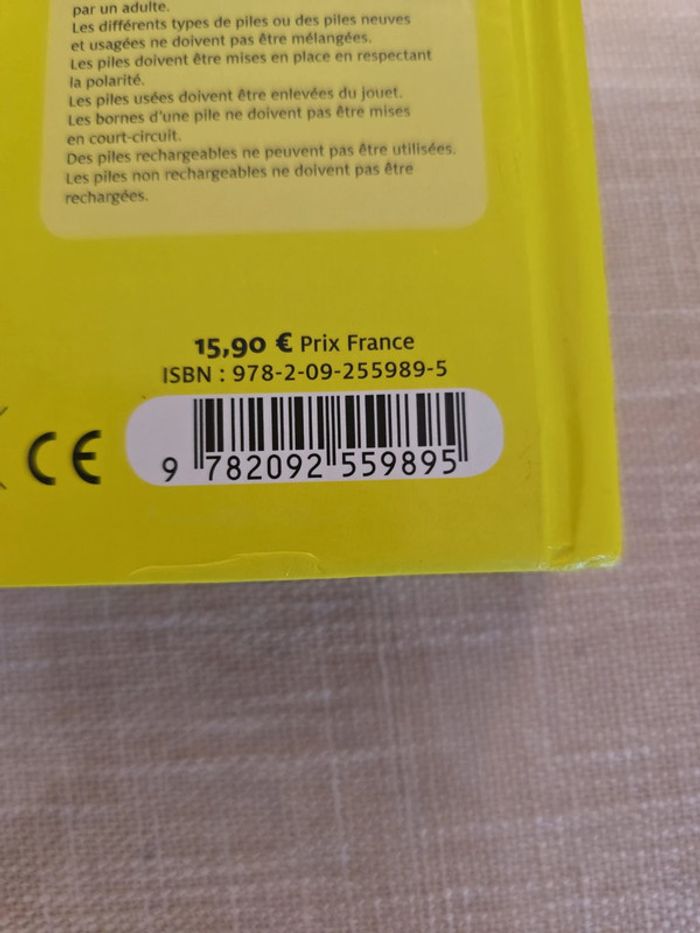 par un adulte.
Les différents types de piles ou des piles neuves
et usagées ne doivent pas être mélangées.
Les piles doivent être mises en place en respectant
la polarité.
Les piles usées doivent être enlevées du jouet.
Les bornes d'une pile ne doivent pas être mises
en court-circuit.
Des piles rechargeables ne peuvent pas être utilisées.
Les piles non rechargeables ne doivent pas être
rechargées.
15,90 € Prix France
ISBN : 978-2-09-255989-5
CE
9 782092 559895